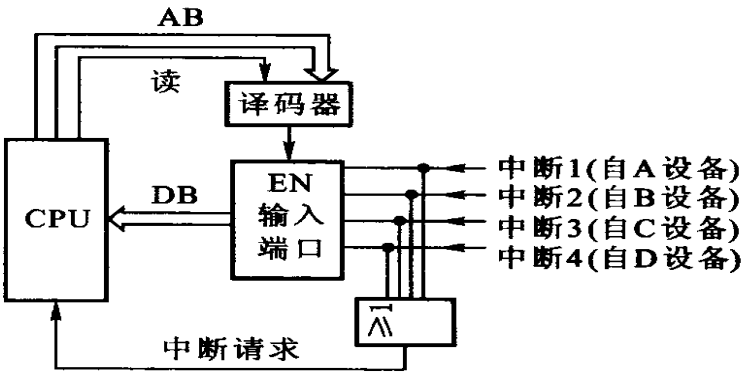 AB
读
译码器
CPU
DB
EN
输入
端口
中断1(自A设备)
中断2(自B设备)
中断3(自C设备)
中断4(自D设备)
≥1
中断请求